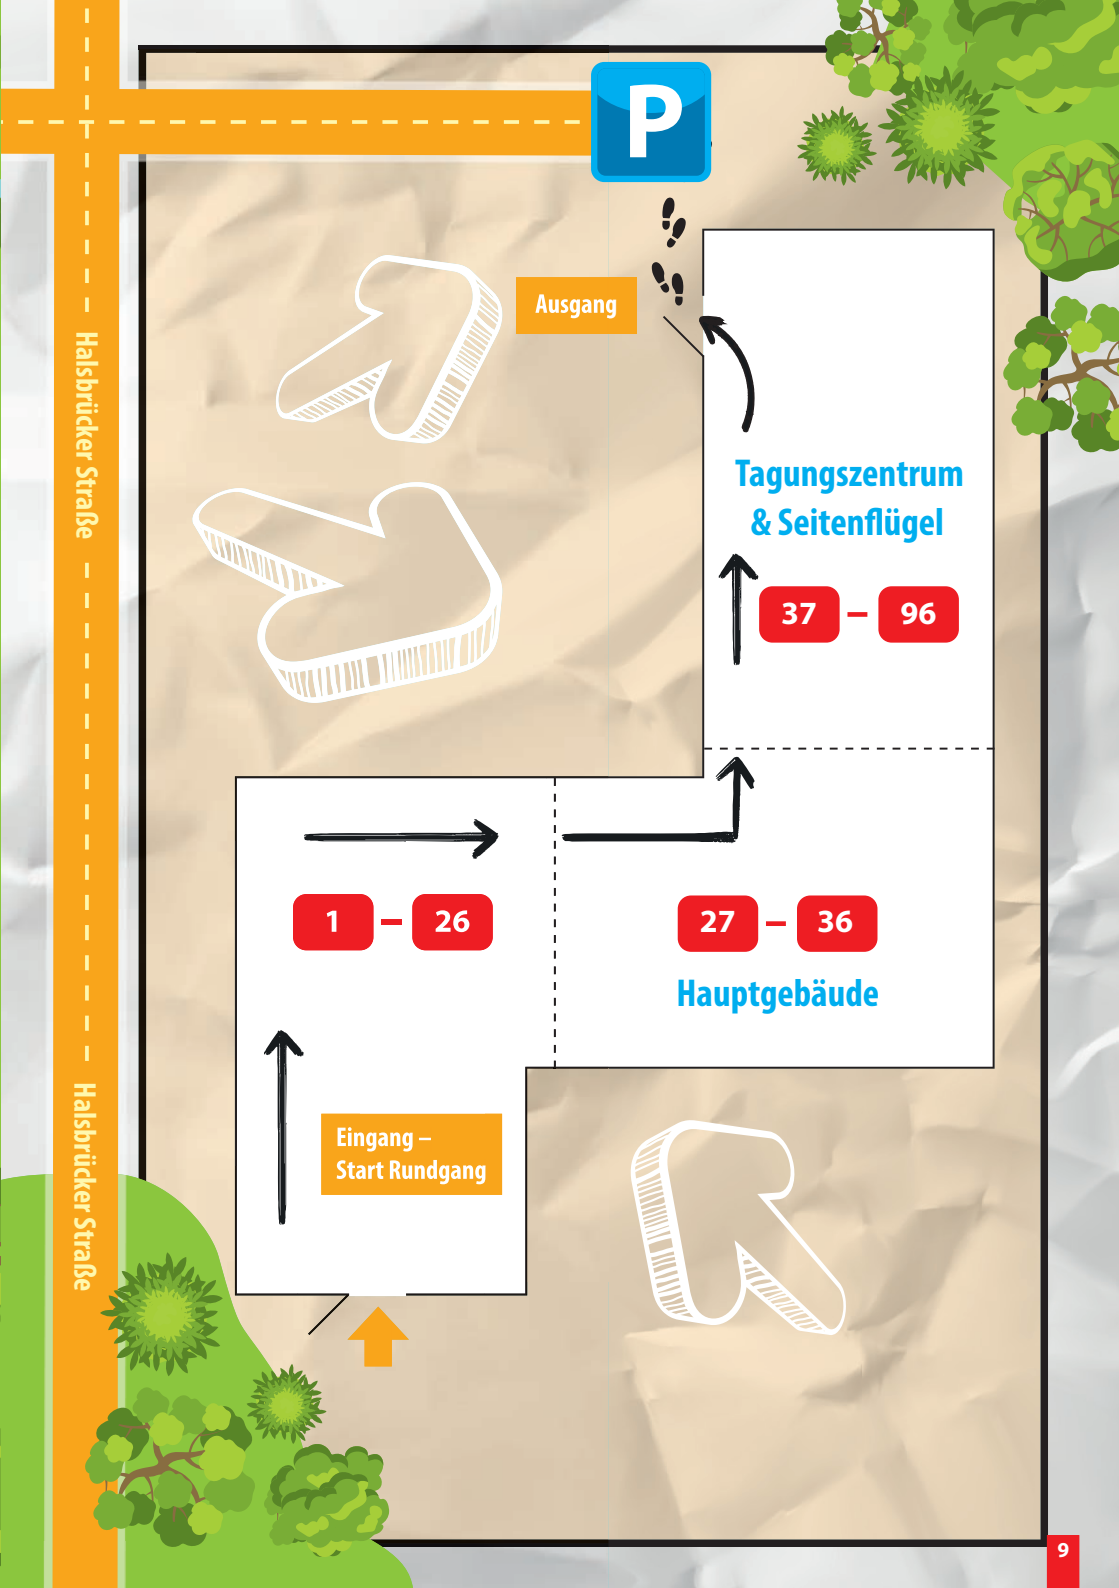 P
Ausgang
Halsbrücker Straße
Tagungszentrum
& Seitenflügel
37 – 96
1 – 26
27 – 36
Hauptgebäude
Halsbrücker Straße
Eingang –
Start Rundgang
9